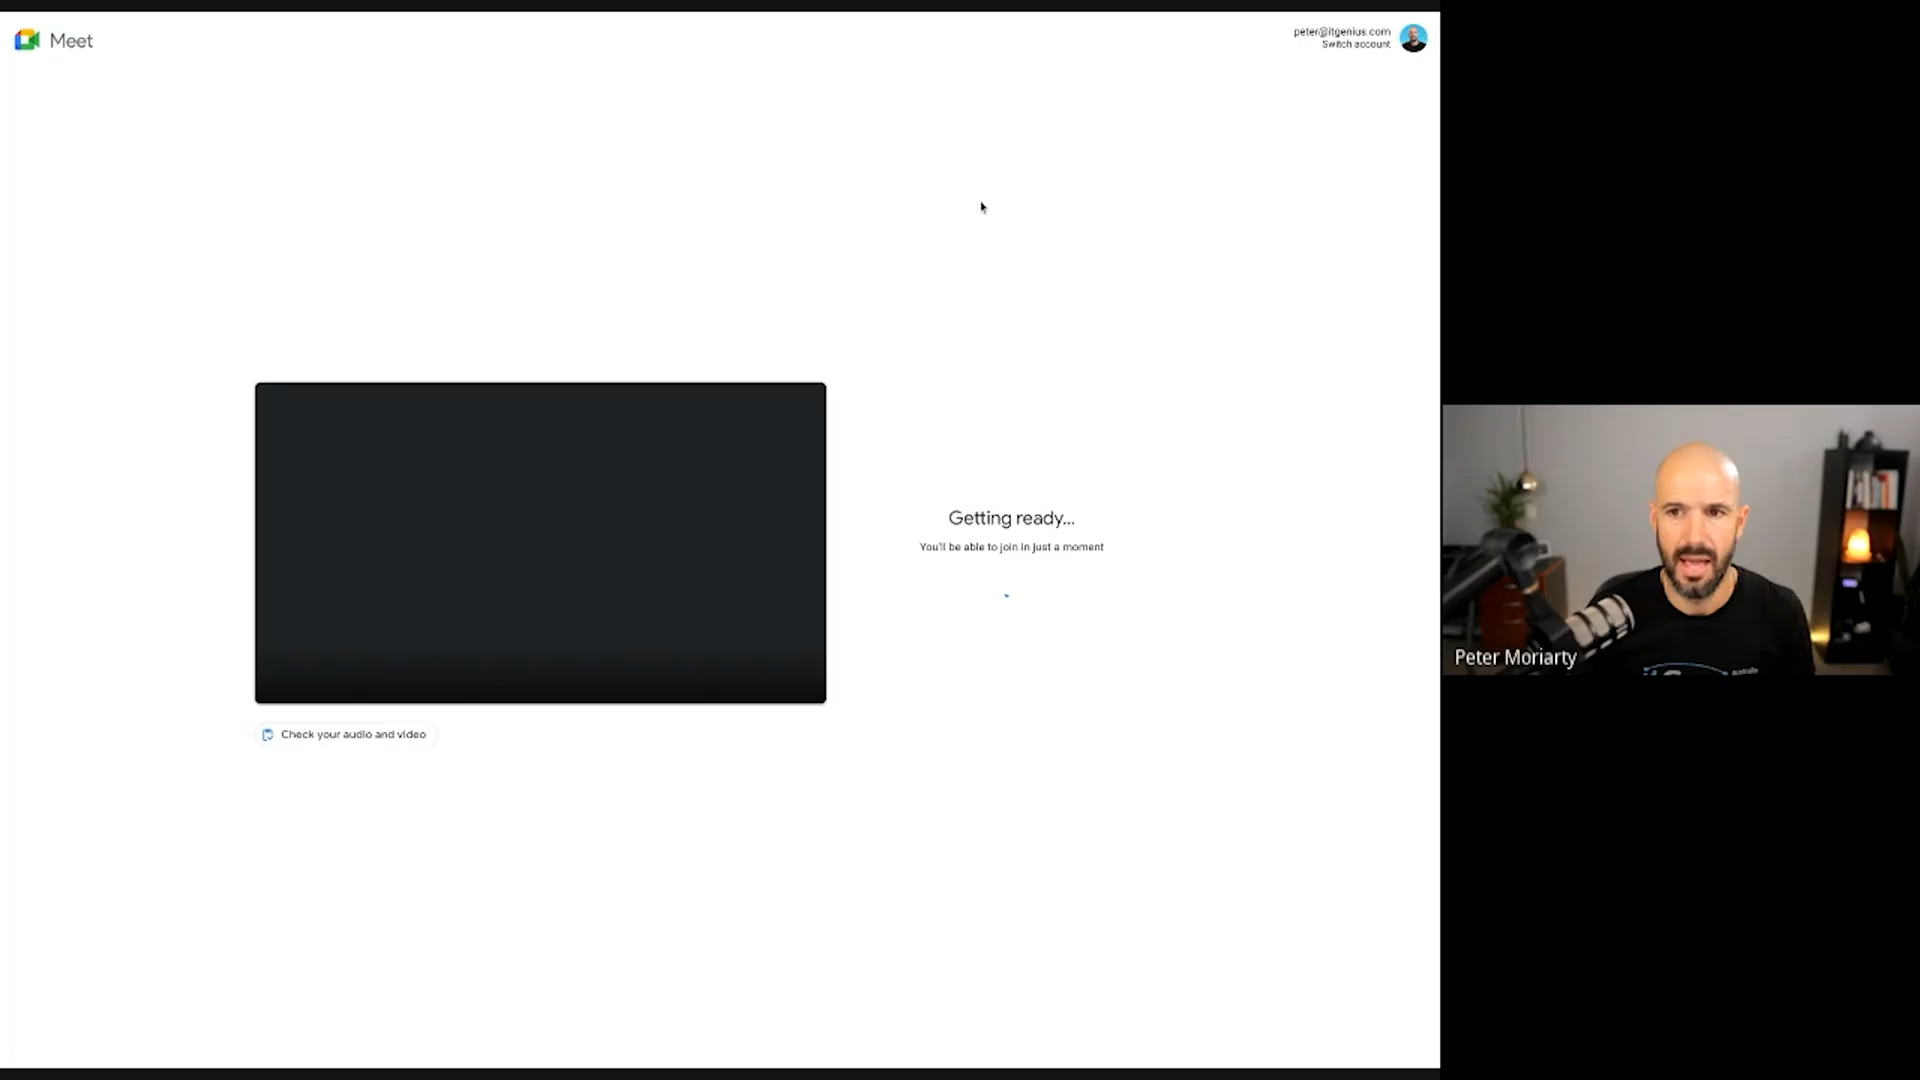 Meet
peter@itgenius.com
Switch account
Getting ready...
You'll be able to join in just a moment
Check your audio and video
Peter Moriarty